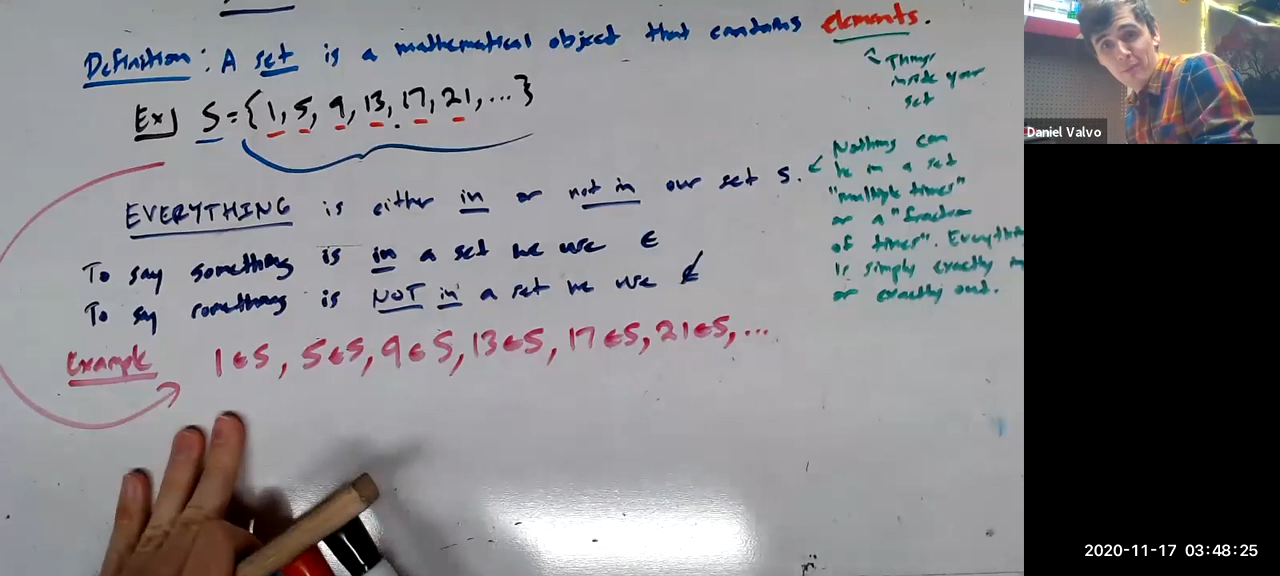 Definition: A set is a mathematical object that contains elements.
↑ Things
inside your
set
Ex] S = {1, 5, 9, 13, 17, 21, ...}
Daniel Valvo
EVERYTHING is either in or not in our set S.
Nothing can
be in a set
"multiple times"
or a "fraction
of times". Everything
is simply exactly in
or exactly out.
To say something is in a set we use ∈
To say something is NOT in a set we use ∉
Example 1 ∈ S, 5 ∈ S, 9 ∈ S, 13 ∈ S, 17 ∈ S, 21 ∈ S, ...
2020-11-17 03:48:25